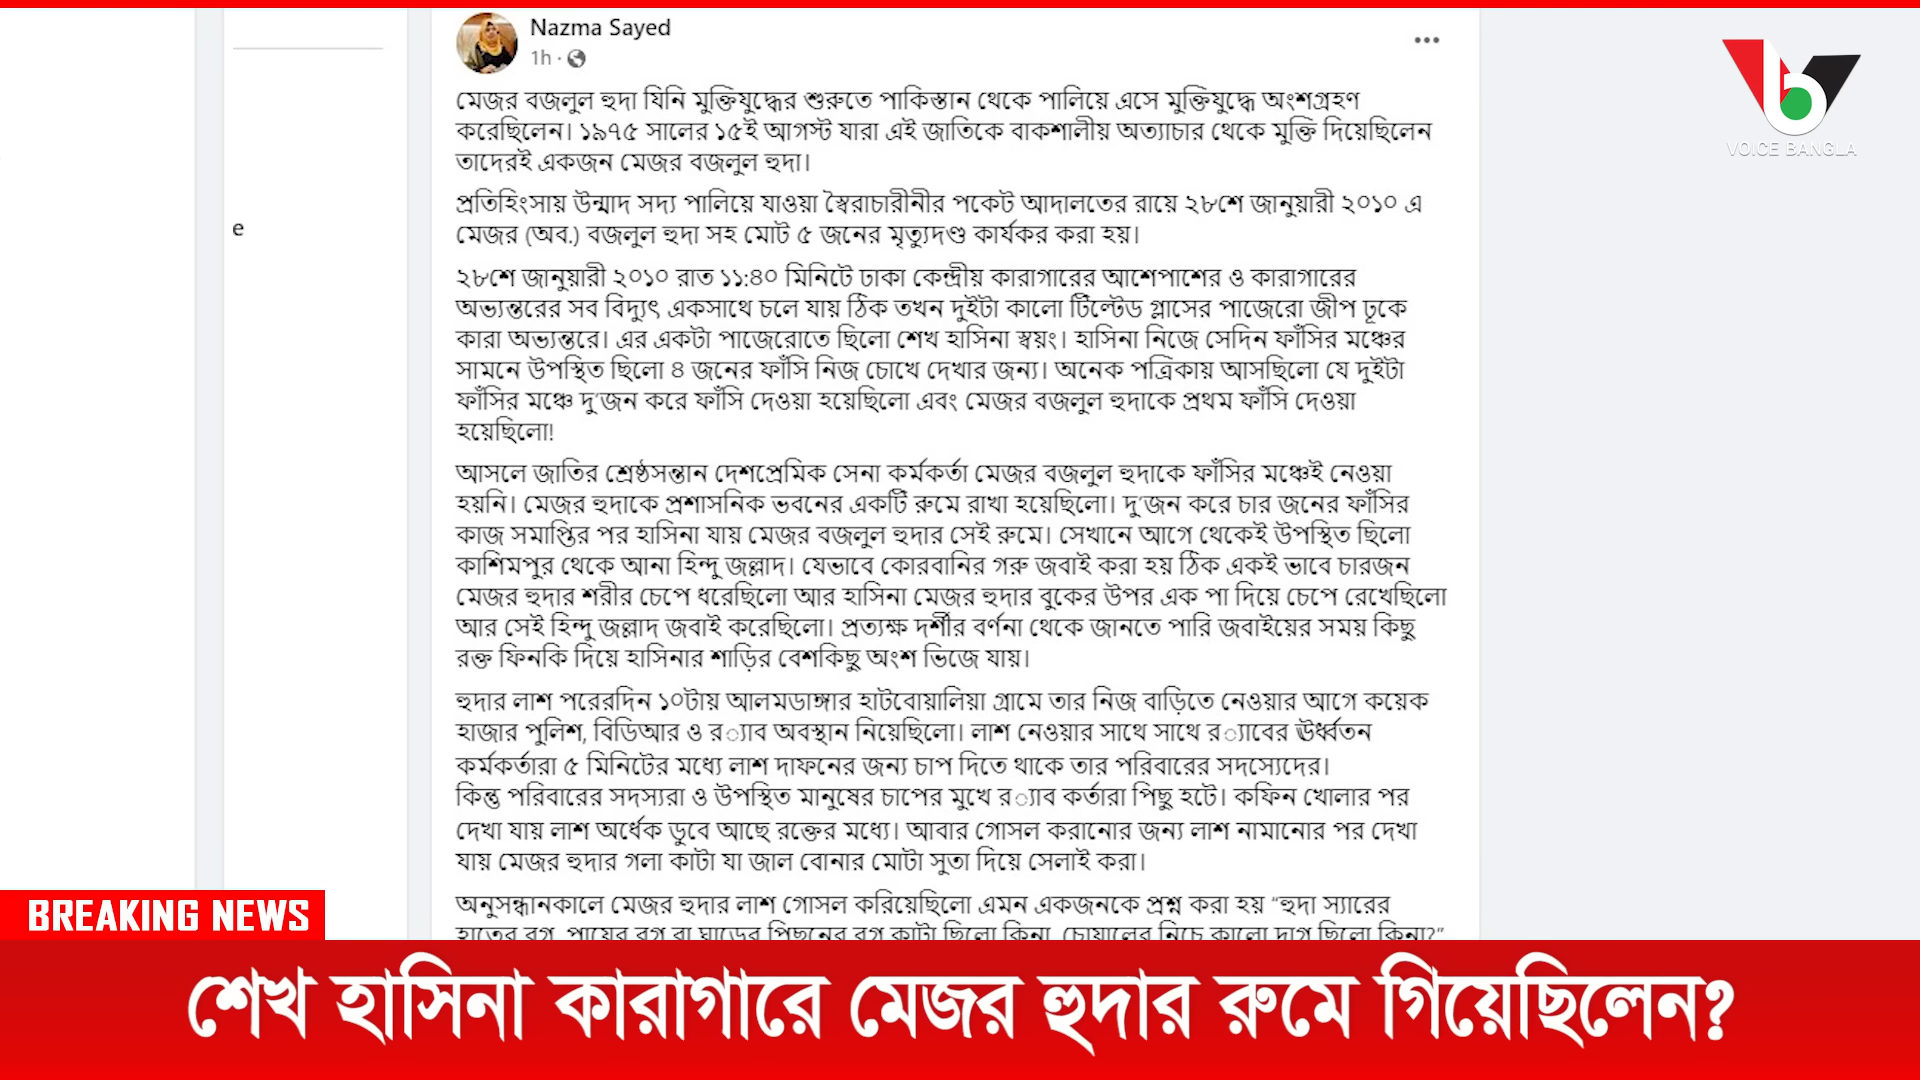 Nazma Sayed
1h ·
মেজর বজলুল হুদা যিনি মুক্তিযুদ্ধের শুরুতে পাকিস্তান থেকে পালিয়ে এসে মুক্তিযুদ্ধে অংশগ্রহণ
করেছিলেন। ১৯৭৫ সালের ১৫ই আগস্ট যারা এই জাতিকে বাকশালীয় অত্যাচার থেকে মুক্তি দিয়েছিলেন
তাদেরই একজন মেজর বজলুল হুদা।
প্রতিহিংসায় উন্মাদ সদ্য পালিয়ে যাওয়া স্বৈরাচারীনীর পকেট আদালতের রায়ে ২৮শে জানুয়ারী ২০১০ এ
মেজর (অব.) বজলুল হুদা সহ মোট ৫ জনের মৃত্যুদণ্ড কার্যকর করা হয়।
২৮শে জানুয়ারী ২০১০ রাত ১১:৪০ মিনিটে ঢাকা কেন্দ্রীয় কারাগারের আশেপাশের ও কারাগারের
অভ্যন্তরের সব বিদ্যুৎ একসাথে চলে যায় ঠিক তখন দুইটা কালো টিল্টেড গ্লাসের পাজেরো জীপ ঢূকে
কারা অভ্যন্তরে। এর একটা পাজেরোতে ছিলো শেখ হাসিনা স্বয়ং। হাসিনা নিজে সেদিন ফাঁসির মঞ্চের
সামনে উপস্থিত ছিলো ৪ জনের ফাঁসি নিজ চোখে দেখার জন্য। অনেক পত্রিকায় আসছিলো যে দুইটা
ফাঁসির মঞ্চে দু'জন করে ফাঁসি দেওয়া হয়েছিলো এবং মেজর বজলুল হুদাকে প্রথম ফাঁসি দেওয়া
হয়েছিলো!
আসলে জাতির শ্রেষ্ঠসন্তান দেশপ্রেমিক সেনা কর্মকর্তা মেজর বজলুল হুদাকে ফাঁসির মঞ্চেই নেওয়া
হয়নি। মেজর হুদাকে প্রশাসনিক ভবনের একটি রুমে রাখা হয়েছিলো। দু'জন করে চার জনের ফাঁসির
কাজ সমাপ্তির পর হাসিনা যায় মেজর বজলুল হুদার সেই রুমে। সেখানে আগে থেকেই উপস্থিত ছিলো
কাশিমপুর থেকে আনা হিন্দু জল্লাদ। যেভাবে কোরবানির গরু জবাই করা হয় ঠিক একই ভাবে চারজন
মেজর হুদার শরীর চেপে ধরেছিলো আর হাসিনা মেজর হুদার বুকের উপর এক পা দিয়ে চেপে রেখেছিলো
আর সেই হিন্দু জল্লাদ জবাই করেছিলো। প্রত্যক্ষ দর্শীর বর্ণনা থেকে জানতে পারি জবাইয়ের সময় কিছু
রক্ত ফিনকি দিয়ে হাসিনার শাড়ির বেশকিছু অংশ ভিজে যায়।
হুদার লাশ পরেরদিন ১০টায় আলমডাঙ্গার হাটবোয়ালিয়া গ্রামে তার নিজ বাড়িতে নেওয়ার আগে কয়েক
হাজার পুলিশ, বিডিআর ও র‍্যাব অবস্থান নিয়েছিলো। লাশ নেওয়ার সাথে সাথে র‍্যাবের ঊর্ধ্বতন
কর্মকর্তারা ৫ মিনিটের মধ্যে লাশ দাফনের জন্য চাপ দিতে থাকে তার পরিবারের সদস্যেদের।
কিন্তু পরিবারের সদস্যরা ও উপস্থিত মানুষের চাপের মুখে র‍্যাব কর্তারা পিছু হটে। কফিন খোলার পর
দেখা যায় লাশ অর্ধেক ডুবে আছে রক্তের মধ্যে। আবার গোসল করানোর জন্য লাশ নামানোর পর দেখা
যায় মেজর হুদার গলা কাটা যা জাল বোনার মোটা সুতা দিয়ে সেলাই করা।
অনুসন্ধানকালে মেজর হুদার লাশ গোসল করিয়েছিলো এমন একজনকে প্রশ্ন করা হয় "হুদা স্যারের
হাতের রগ, পায়ের রগ বা ঘাড়ের পিছনের রগ কাটা ছিলো কিনা, চোয়ালের নিচে কালো দাগ ছিলো কিনা?"
e
VOICE BANGLA
BREAKING NEWS
শেখ হাসিনা কারাগারে মেজর হুদার রুমে গিয়েছিলেন?